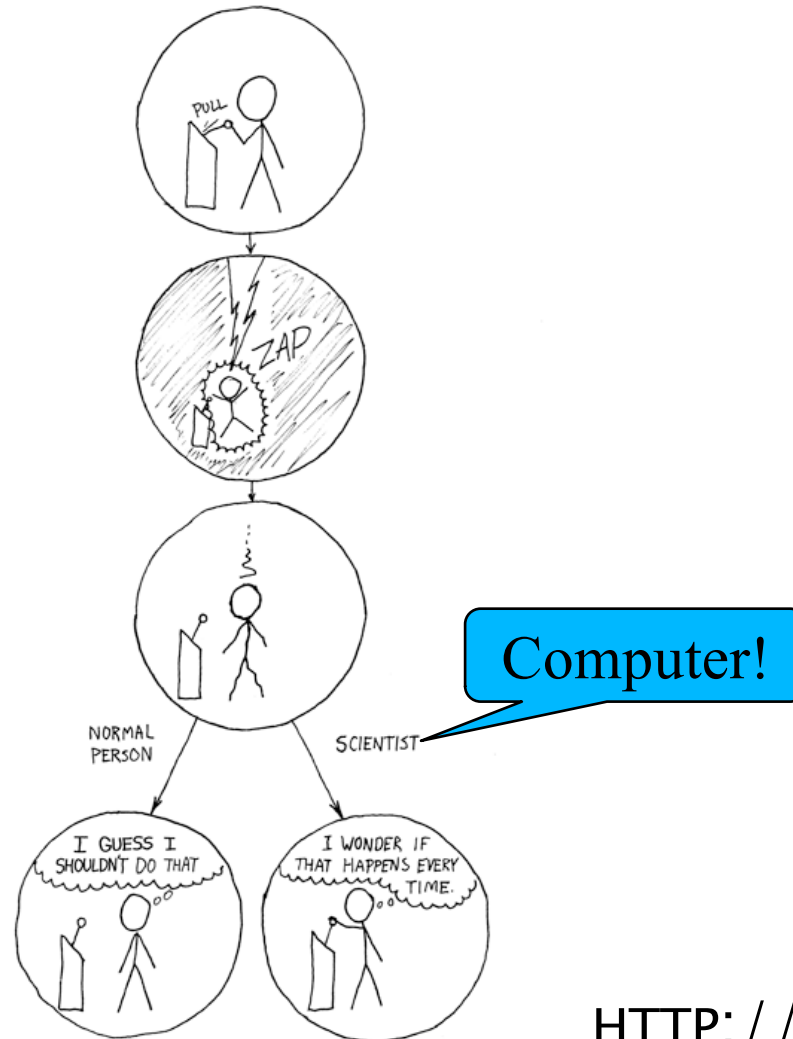 PULL
ZAP
Computer!
NORMAL
PERSON
SCIENTIST
I GUESS I
SHOULDN'T DO THAT
I WONDER IF
THAT HAPPENS EVERY
TIME.
HTTP://